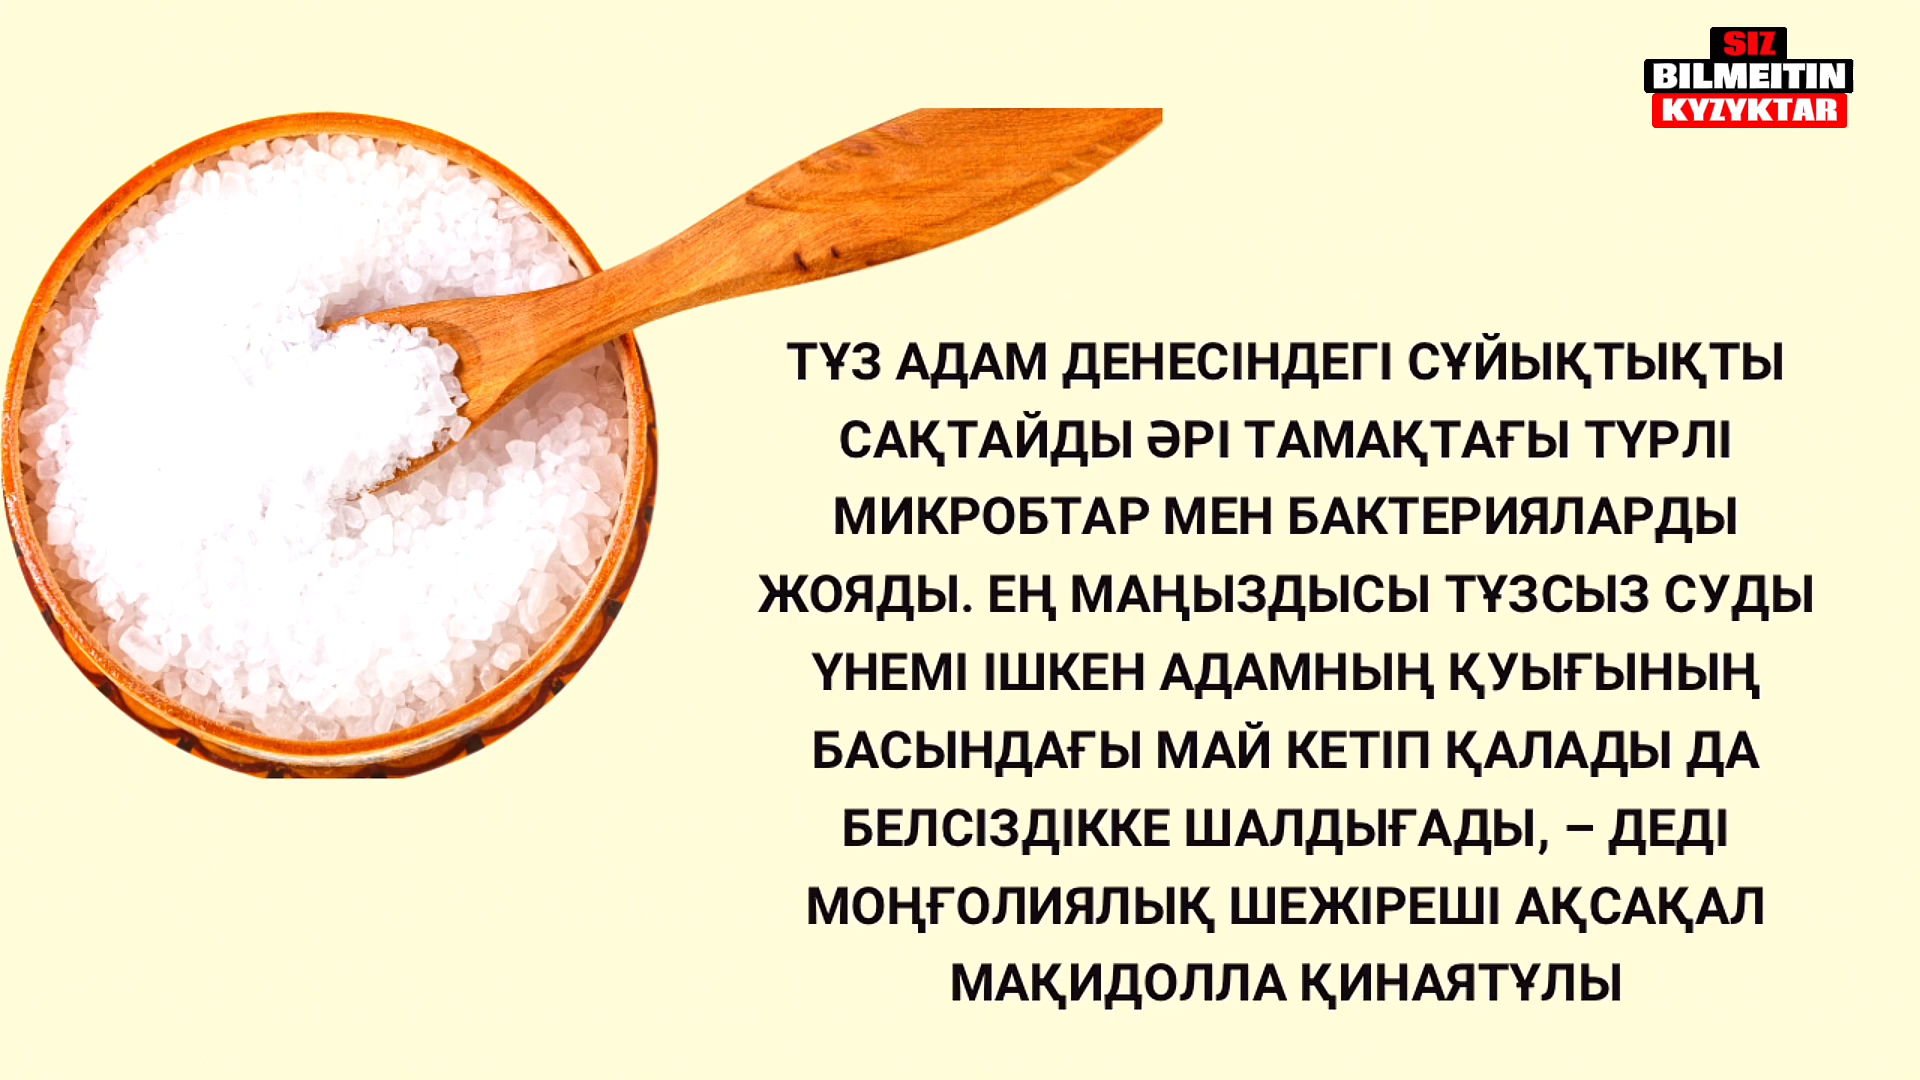 SIZ
BILMEITIN
KYZYKTAR
ТҰЗ АДАМ ДЕНЕСІНДЕГІ СҰЙЫҚТЫҚТЫ
САҚТАЙДЫ ӘРІ ТАМАҚТАҒЫ ТҮРЛІ
МИКРОБТАР МЕН БАКТЕРИЯЛАРДЫ
ЖОЯДЫ. ЕҢ МАҢЫЗДЫСЫ ТҰЗСЫЗ СУДЫ
ҮНЕМІ ІШКЕН АДАМНЫҢ ҚУЫҒЫНЫҢ
БАСЫНДАҒЫ МАЙ КЕТІП ҚАЛАДЫ ДА
БЕЛСІЗДІККЕ ШАЛДЫҒАДЫ, – ДЕДІ
МОҢҒОЛИЯЛЫҚ ШЕЖІРЕШІ АҚСАҚАЛ
МАҚИДОЛЛА ҚИНАЯТҰЛЫ